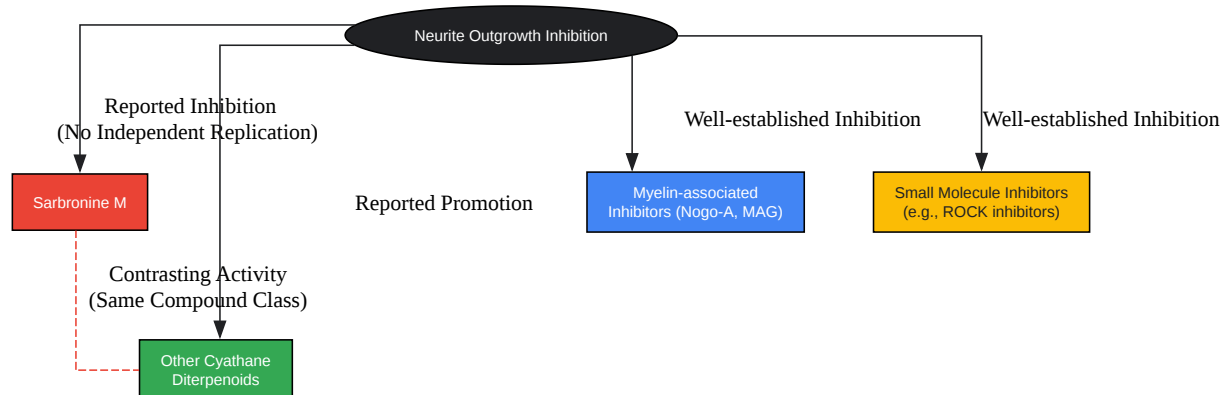 Neurite Outgrowth Inhibition
Reported Inhibition
(No Independent Replication)
Well-established Inhibition
Well-established Inhibition
Sarbronine M
Reported Promotion
Myelin-associated
Inhibitors (Nogo-A, MAG)
Small Molecule Inhibitors
(e.g., ROCK inhibitors)
Contrasting Activity
(Same Compound Class)
Other Cyathane
Diterpenoids